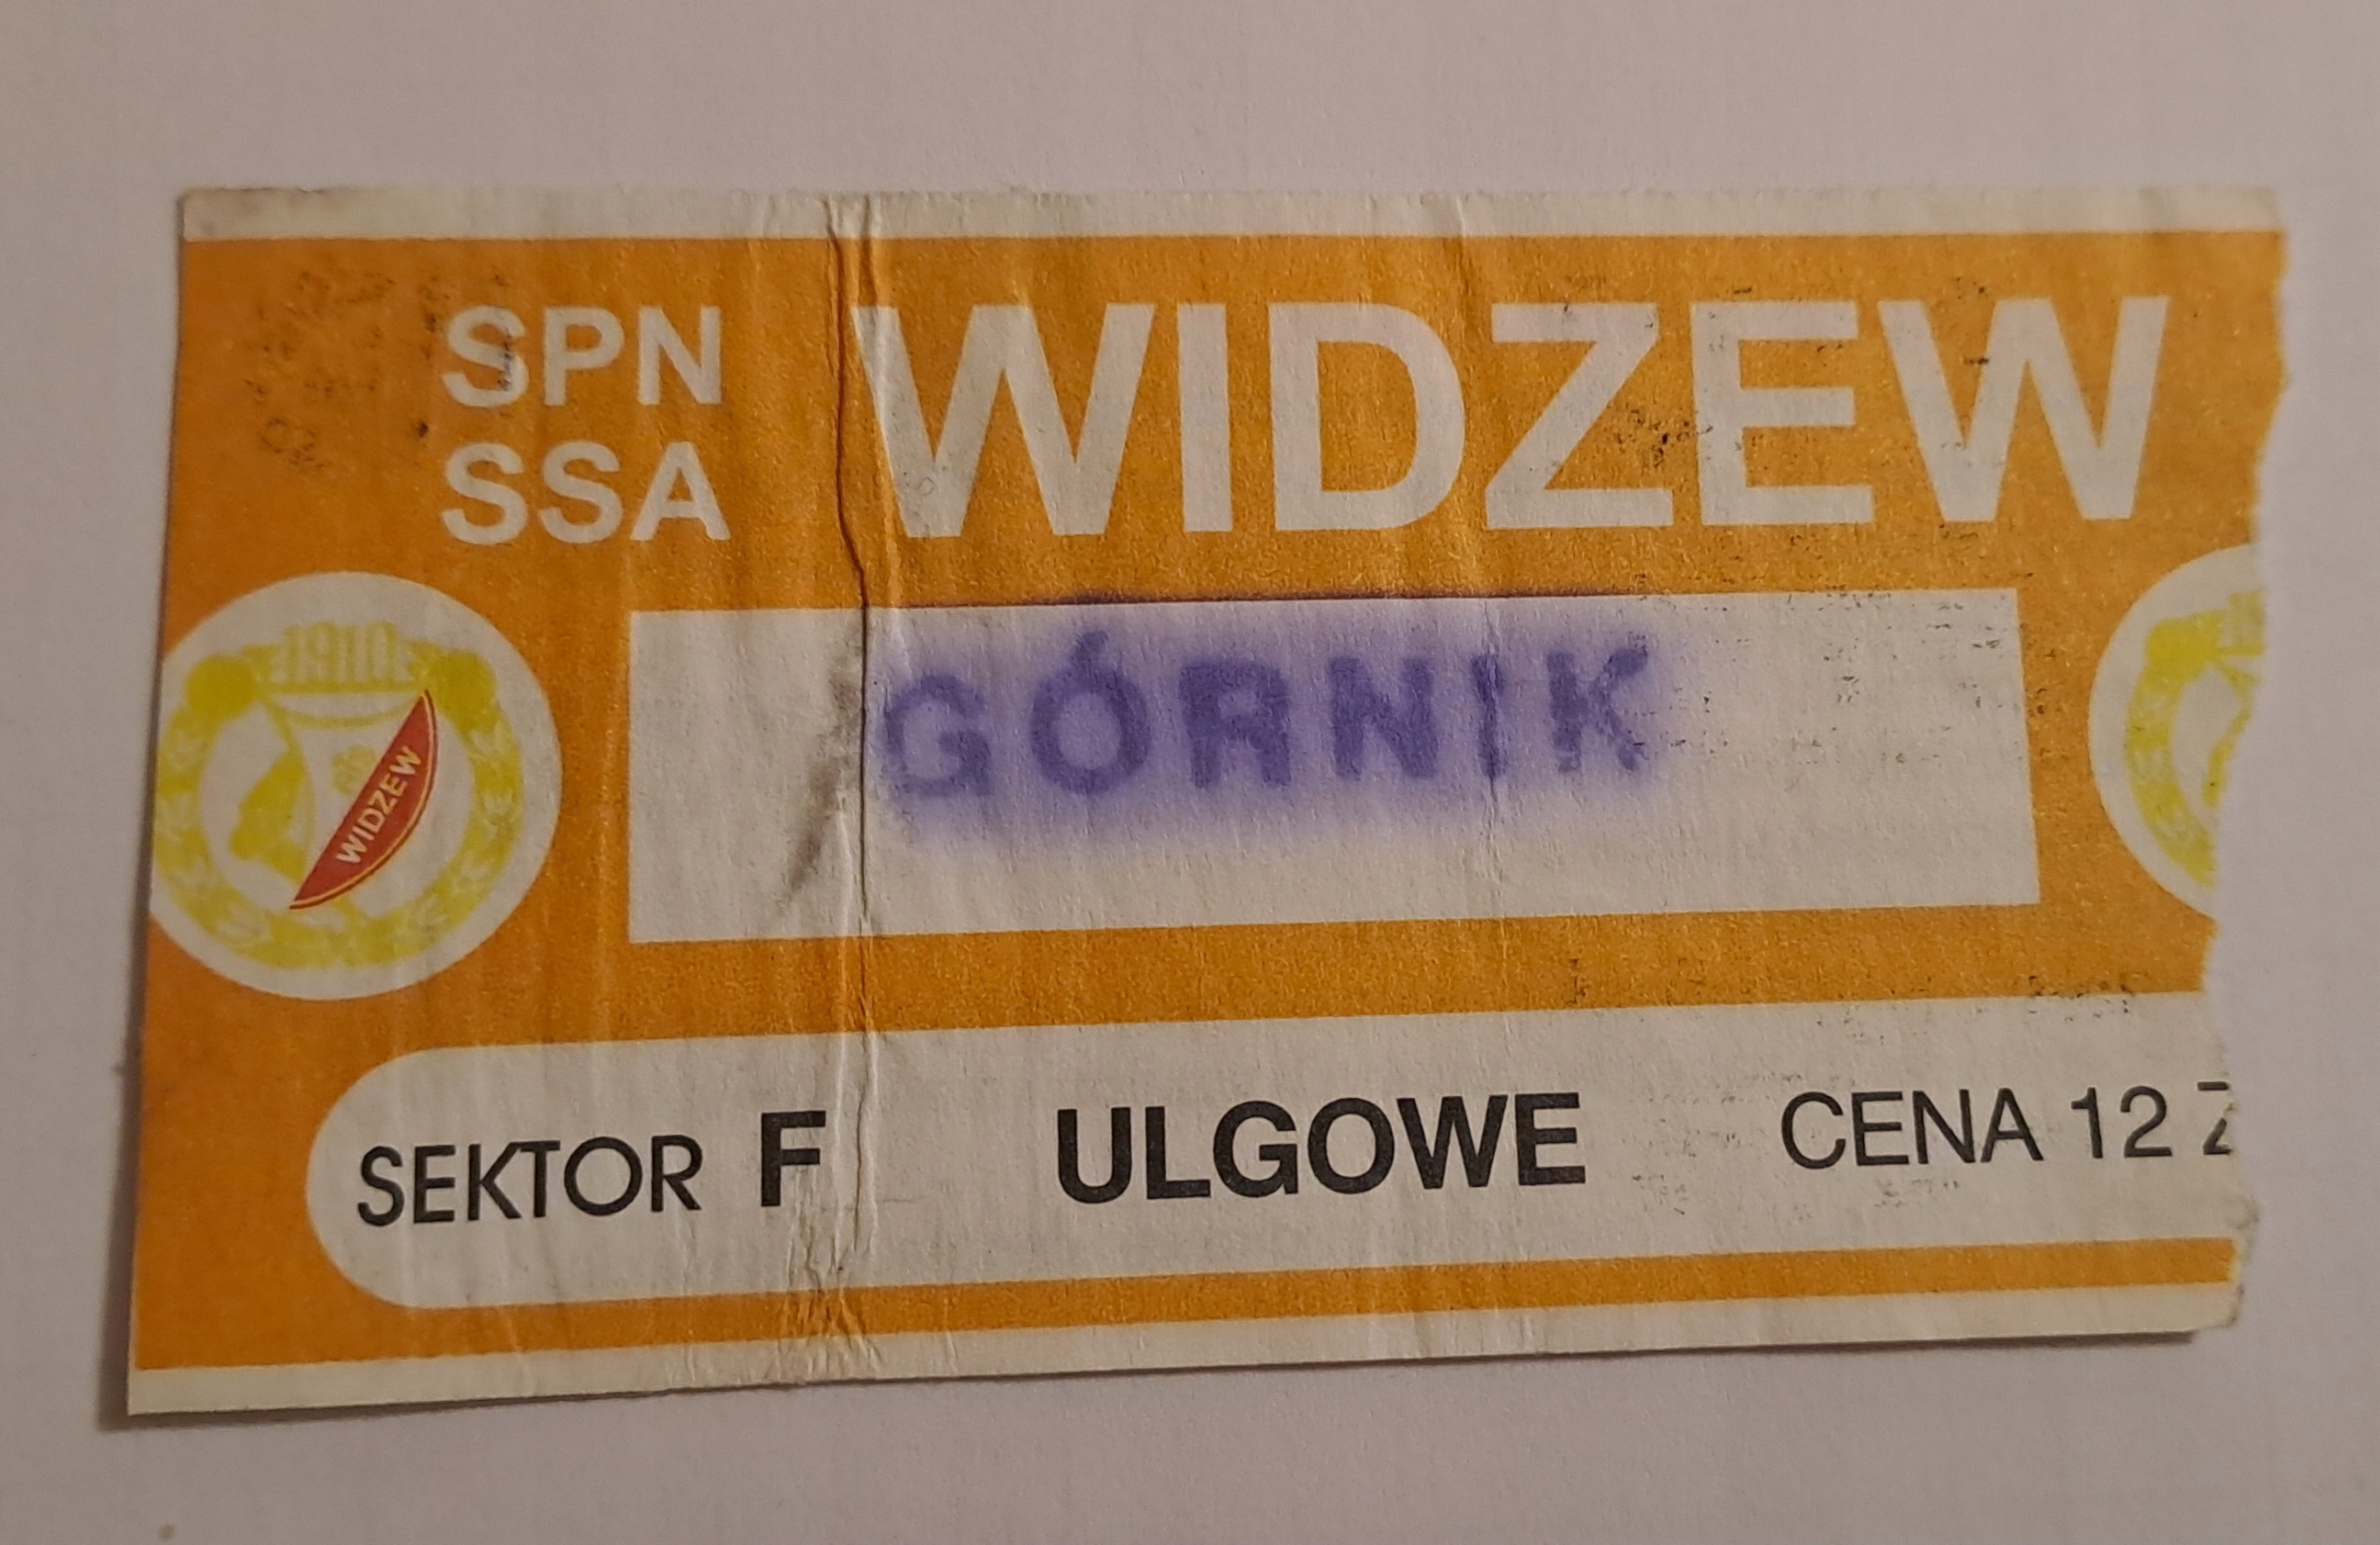 SPN
SSA
WIDZEW
1910
WIDZEW
GÓRNIK
SEKTOR F ULGOWE CENA 12 Z